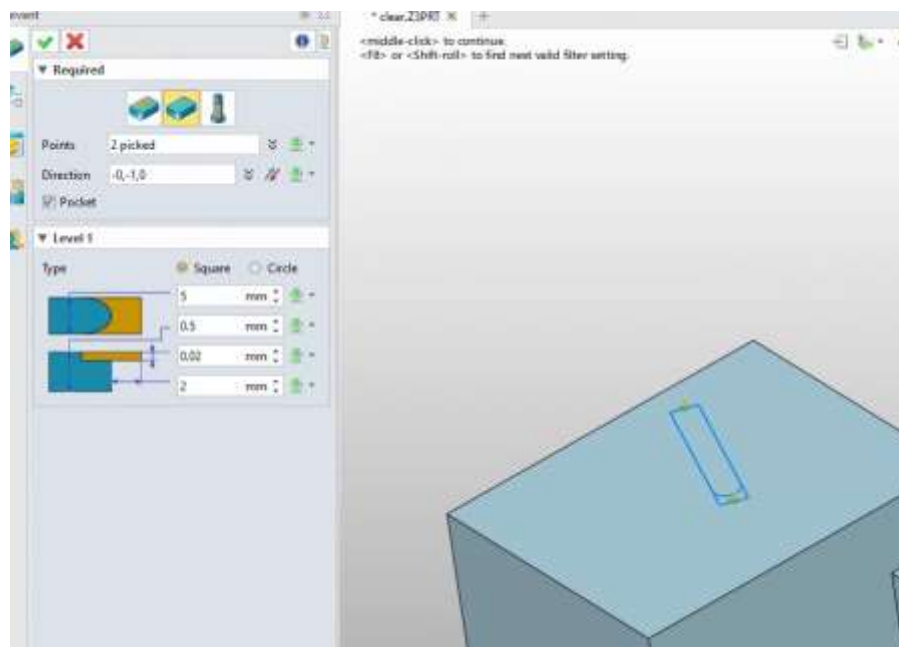 * clear.Z3PRT
<middle-click> to continue.
<F8> or <Shift-roll> to find next valid filter setting.
Required
Points 2 picked
Direction -0,-1,0
Pocket
Level 1
Type Square Circle
5 mm
0.5 mm
0.02 mm
2 mm